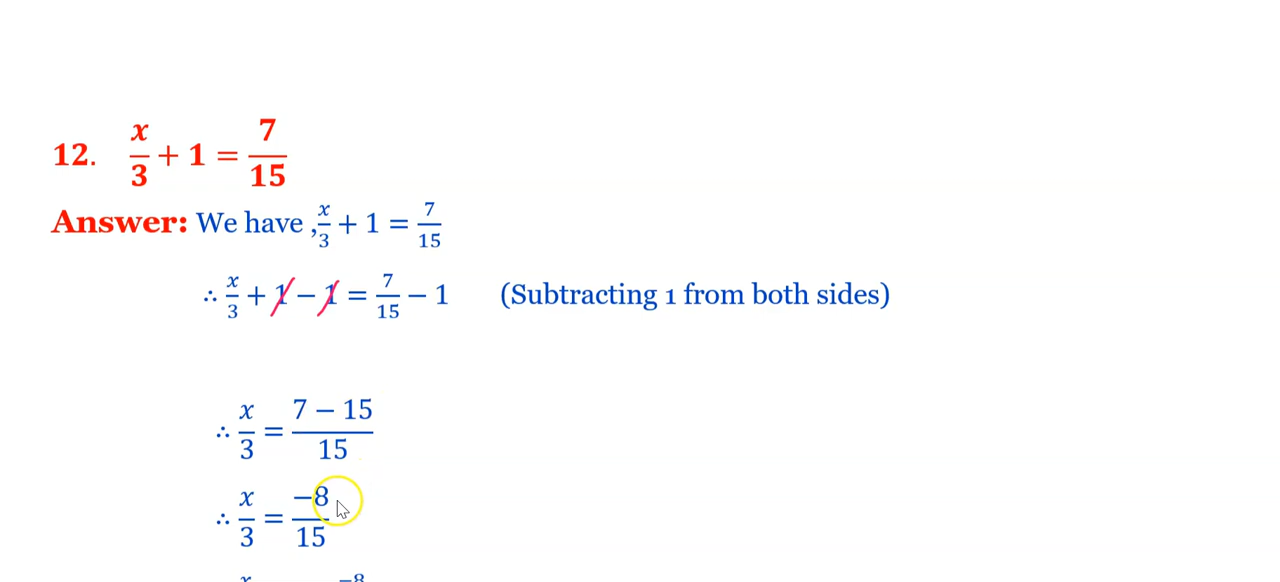 12. x/3 + 1 = 7/15
Answer: We have ,x/3 + 1 = 7/15
∴ x/3 + 1 − 1 = 7/15 − 1 (Subtracting 1 from both sides)
∴ x/3 = (7 − 15)/15
∴ x/3 = −8/15
x −8